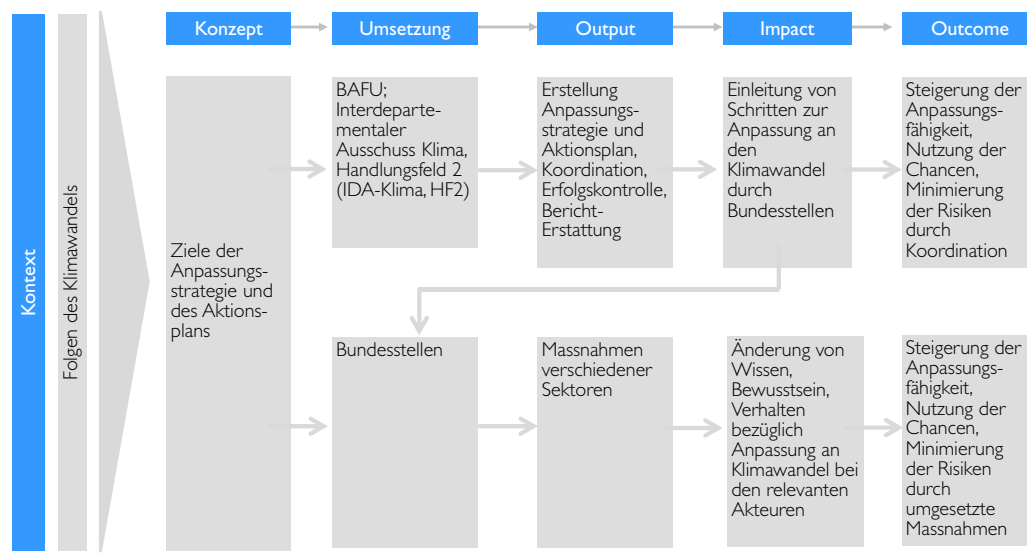 Konzept
Umsetzung
Output
Impact
Outcome
Kontext
Folgen des Klimawandels
Ziele der
Anpassungs-
strategie und
des Aktions-
plans
BAFU;
Interdeparte-
mentaler
Ausschuss Klima,
Handlungsfeld 2
(IDA-Klima, HF2)
Erstellung
Anpassungs-
strategie und
Aktionsplan,
Koordination,
Erfolgskontrolle,
Bericht-
Erstattung
Einleitung von
Schritten zur
Anpassung an
den
Klimawandel
durch
Bundesstellen
Steigerung der
Anpassungs-
fähigkeit,
Nutzung der
Chancen,
Minimierung
der Risiken
durch
Koordination
Bundesstellen
Massnahmen
verschiedener
Sektoren
Änderung von
Wissen,
Bewusstsein,
Verhalten
bezüglich
Anpassung an
Klimawandel bei
den relevanten
Akteuren
Steigerung der
Anpassungs-
fähigkeit,
Nutzung der
Chancen,
Minimierung
der Risiken
durch
umgesetzte
Massnahmen